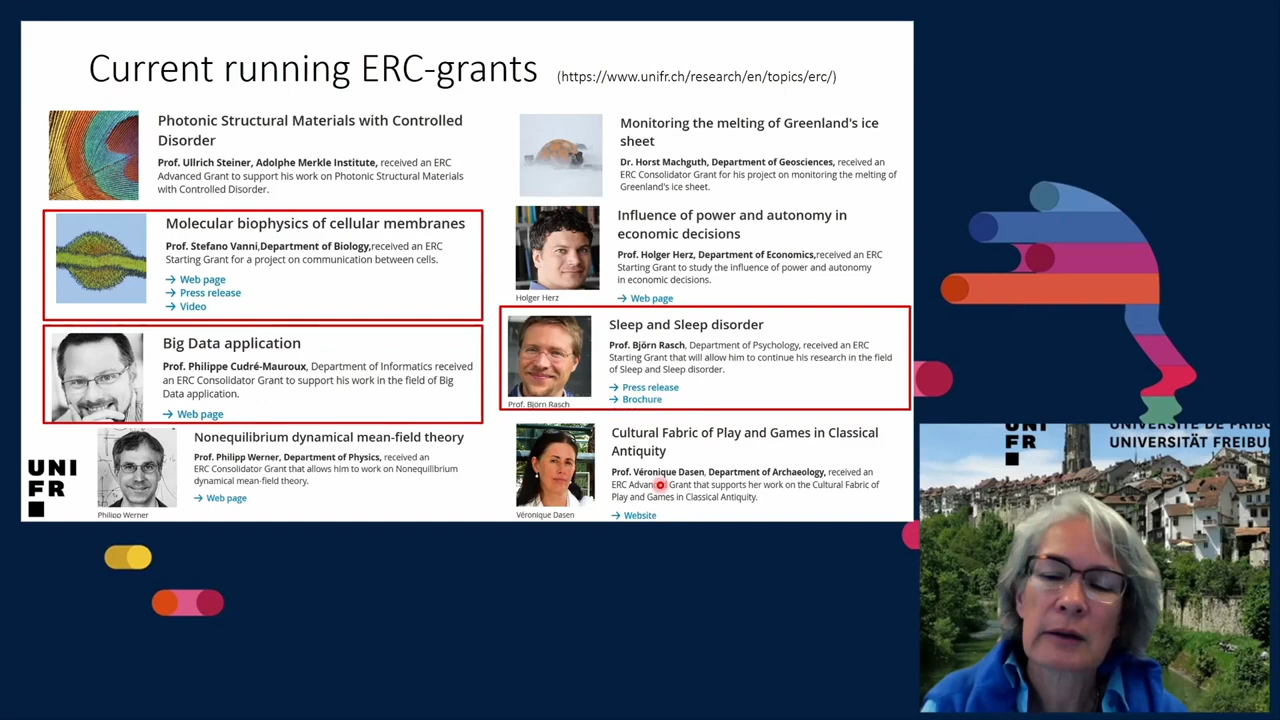 Current running ERC-grants (https://www.unifr.ch/research/en/topics/erc/)
Photonic Structural Materials with Controlled
Disorder
Prof. Ullrich Steiner, Adolphe Merkle Institute, received an ERC
Advanced Grant to support his work on Photonic Structural Materials
with Controlled Disorder.
Molecular biophysics of cellular membranes
Prof. Stefano Vanni,Department of Biology,received an ERC
Starting Grant for a project on communication between cells.
→ Web page
→ Press release
→ Video
Big Data application
Prof. Philippe Cudré-Mauroux, Department of Informatics received
an ERC Consolidator Grant to support his work in the field of Big
Data application.
→ Web page
Nonequilibrium dynamical mean-field theory
Prof. Philipp Werner, Department of Physics, received an
ERC Consolidator Grant that allows him to work on Nonequilibrium
dynamical mean-field theory.
→ Web page
Philipp Werner
UNI
FR
Monitoring the melting of Greenland's ice
sheet
Dr. Horst Machguth, Department of Geosciences, received an
ERC Consolidator Grant for his project on monitoring the melting of
Greenland's ice sheet.
Influence of power and autonomy in
economic decisions
Prof. Holger Herz, Department of Economics,received an ERC
Starting Grant to study the influence of power and autonomy
in economic decisions.
Holger Herz
→ Web page
Sleep and Sleep disorder
Prof. Björn Rasch, Department of Psychology, received an ERC
Starting Grant that will allow him to continue his research in the field
of Sleep and Sleep disorder.
→ Press release
→ Brochure
Prof. Björn Rasch
Cultural Fabric of Play and Games in Classical
Antiquity
Prof. Véronique Dasen, Department of Archaeology, received an
ERC Advanced Grant that supports her work on the Cultural Fabric of
Play and Games in Classical Antiquity.
Véronique Dasen
→ Website
UNI
FR
UNIVERSITÉ DE FRIBO
UNIVERSITÄT FREIBU